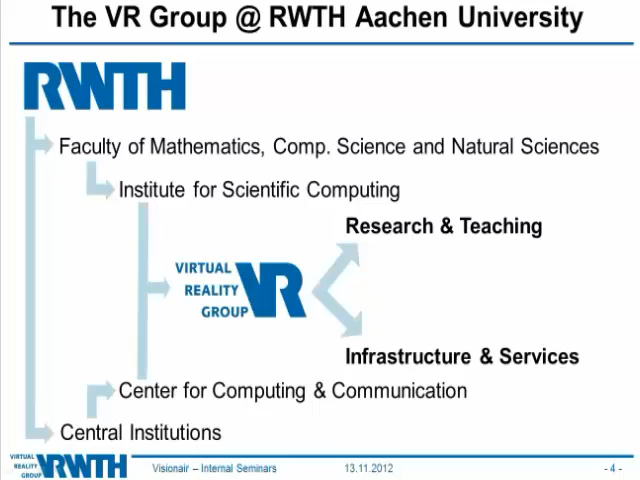 The VR Group @ RWTH Aachen University
RWTH
Faculty of Mathematics, Comp. Science and Natural Sciences
Institute for Scientific Computing
Research & Teaching
VIRTUAL
REALITY
GROUP
VR
Infrastructure & Services
Center for Computing & Communication
Central Institutions
VIRTUAL
REALITY
GROUP
VRWTH
Visionair – Internal Seminars
13.11.2012
- 4 -